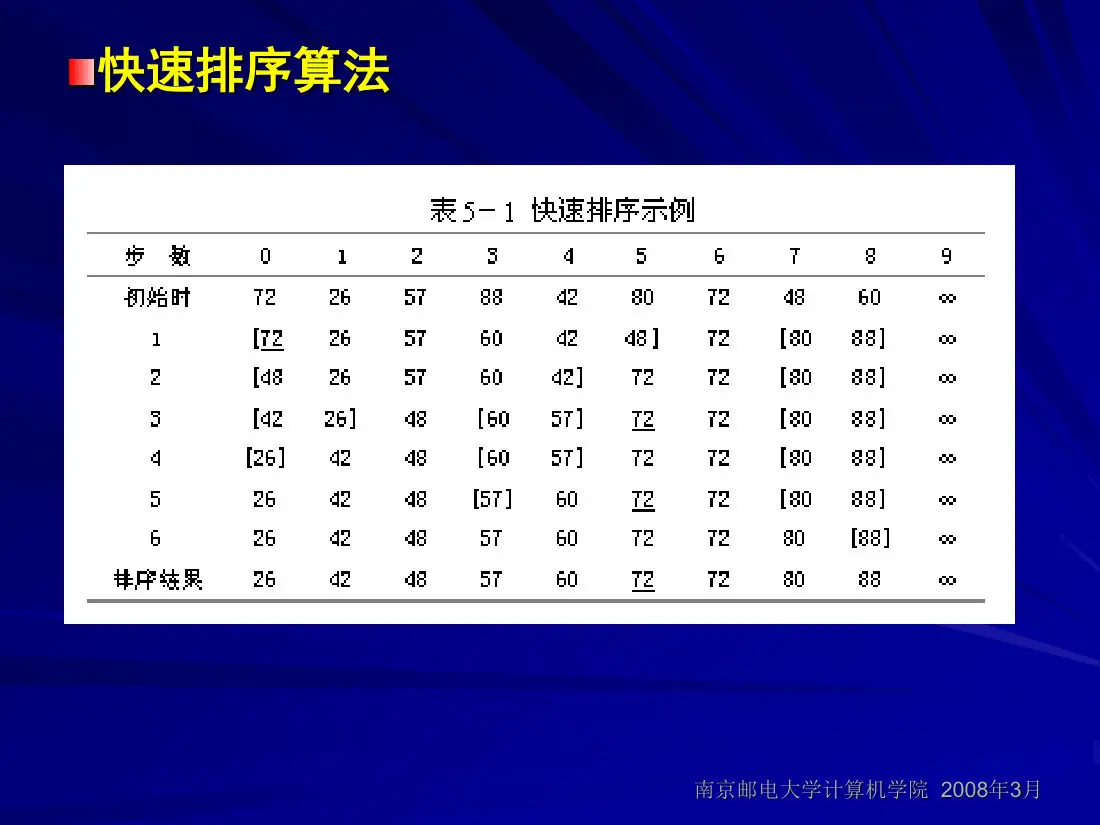 快速排序算法
表5-1 快速排序示例
步 数 0 1 2 3 4 5 6 7 8 9
初始时 72 26 57 88 42 80 72 48 60 ∞
1 [72 26 57 60 42 48] 72 [80 88] ∞
2 [48 26 57 60 42] 72 72 [80 88] ∞
3 [42 26] 48 [60 57] 72 72 [80 88] ∞
4 [26] 42 48 [60 57] 72 72 [80 88] ∞
5 26 42 48 [57] 60 72 72 [80 88] ∞
6 26 42 48 57 60 72 72 80 [88] ∞
排序结果 26 42 48 57 60 72 72 80 88 ∞
南京邮电大学计算机学院 2008年3月